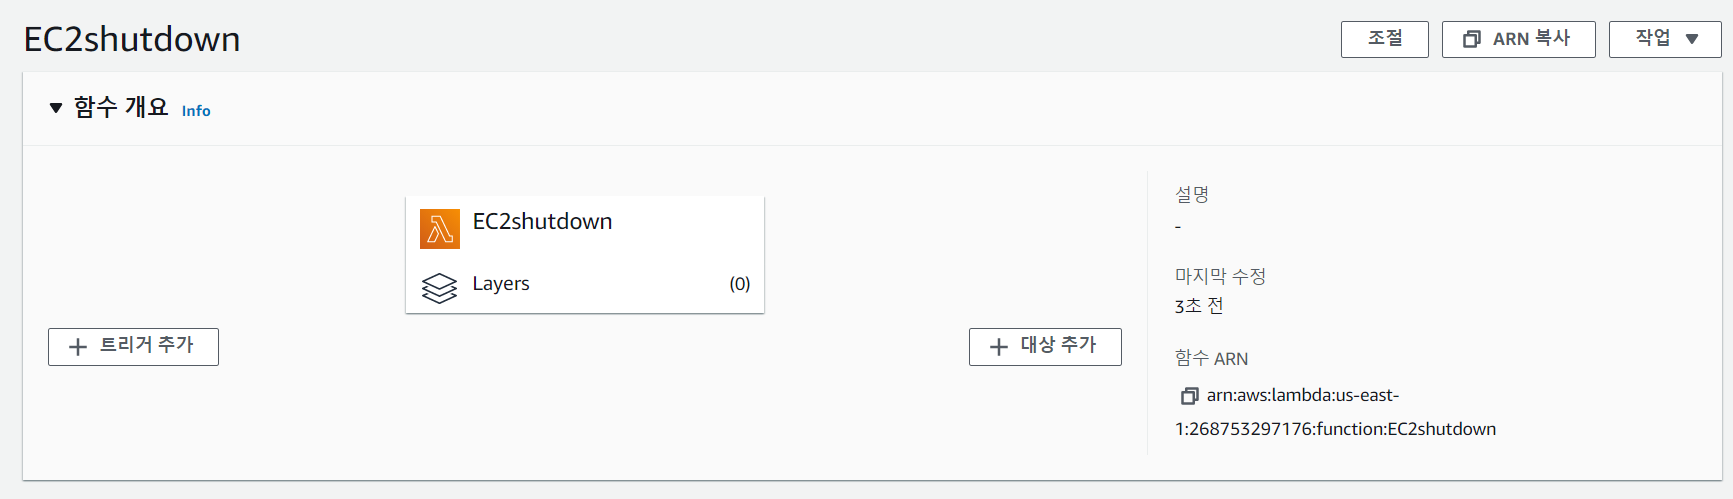 EC2shutdown
조절
ARN 복사
작업
함수 개요 Info
EC2shutdown
Layers (0)
트리거 추가
대상 추가
설명
-
마지막 수정
3초 전
함수 ARN
arn:aws:lambda:us-east-
1:268753297176:function:EC2shutdown